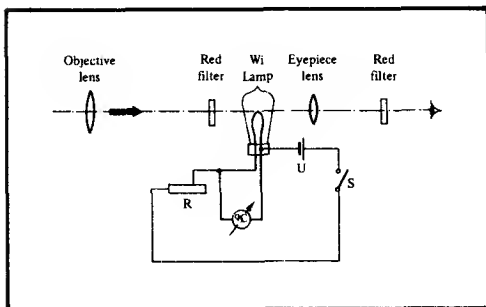 Objective lens
Red filter
Wi Lamp
Eyepiece lens
Red filter
U
S
R
°C